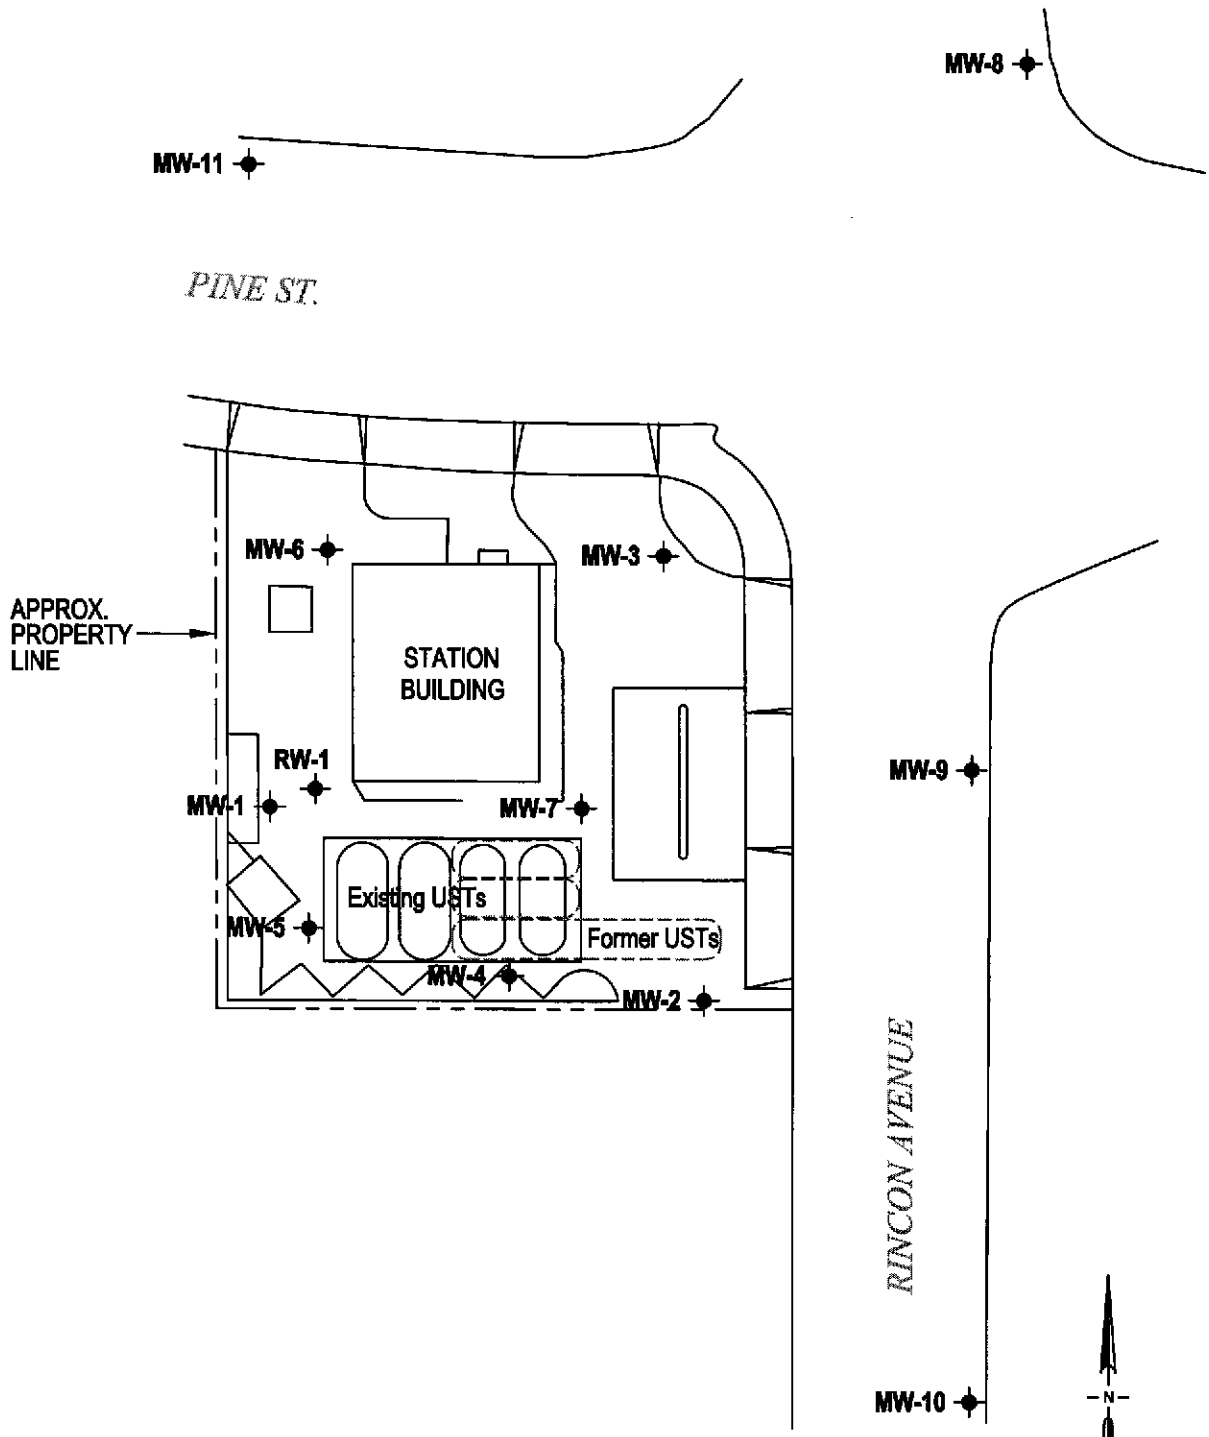 MW-8
MW-11
PINE ST.
MW-6
MW-3
APPROX.
PROPERTY
LINE
STATION
BUILDING
RW-1
MW-9
MW-1
MW-7
Existing USTs
MW-5
Former USTs
MW-4
MW-2
RINCON AVENUE
MW-10
N